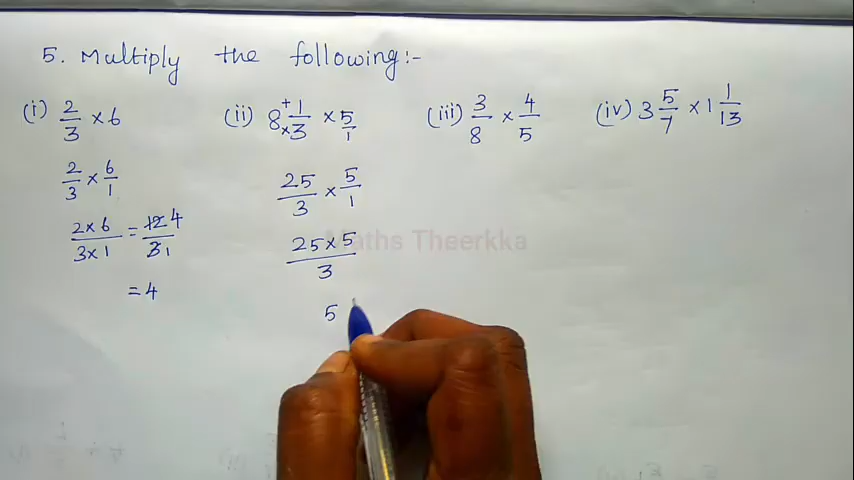 5. Multiply the following:-
(i) 2/3 × 6
2/3 × 6/1
2×6/3×1 = 12 4/3 1
= 4
(ii) 8 + × 1/3 × 5/1
25/3 × 5/1
25×5/3
5
(iii) 3/8 × 4/5
(iv) 3 5/7 × 1 1/13
Maths Theerkka